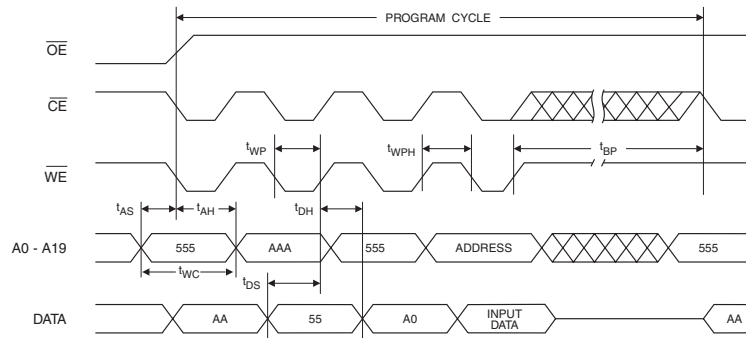 PROGRAM CYCLE
OE
CE
tWP
tWPH
tBP
WE
tAS
tAH
tDH
A0 - A19
555
AAA
555
ADDRESS
555
tWC
tDS
DATA
AA
55
A0
INPUT
DATA
AA